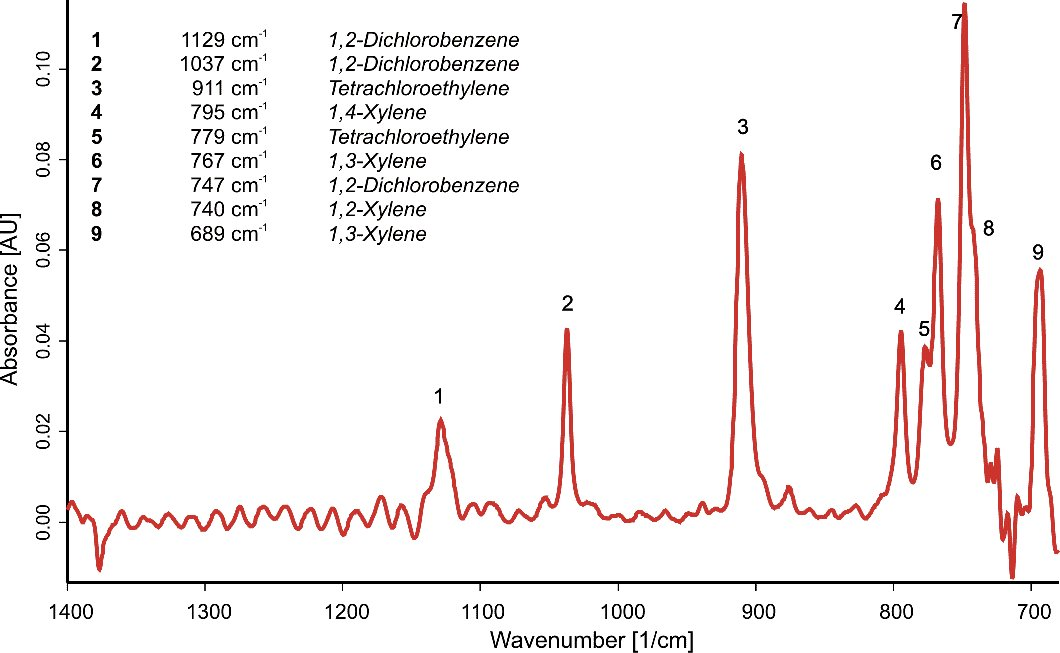 1 1129 cm⁻¹ 1,2-Dichlorobenzene
2 1037 cm⁻¹ 1,2-Dichlorobenzene
3 911 cm⁻¹ Tetrachloroethylene
4 795 cm⁻¹ 1,4-Xylene
5 779 cm⁻¹ Tetrachloroethylene
6 767 cm⁻¹ 1,3-Xylene
7 747 cm⁻¹ 1,2-Dichlorobenzene
8 740 cm⁻¹ 1,2-Xylene
9 689 cm⁻¹ 1,3-Xylene
Absorbance [AU]
0.10
0.08
0.06
0.04
0.02
0.00
1
2
3
4
5
6
7
8
9
1400 1300 1200 1100 1000 900 800 700
Wavenumber [1/cm]